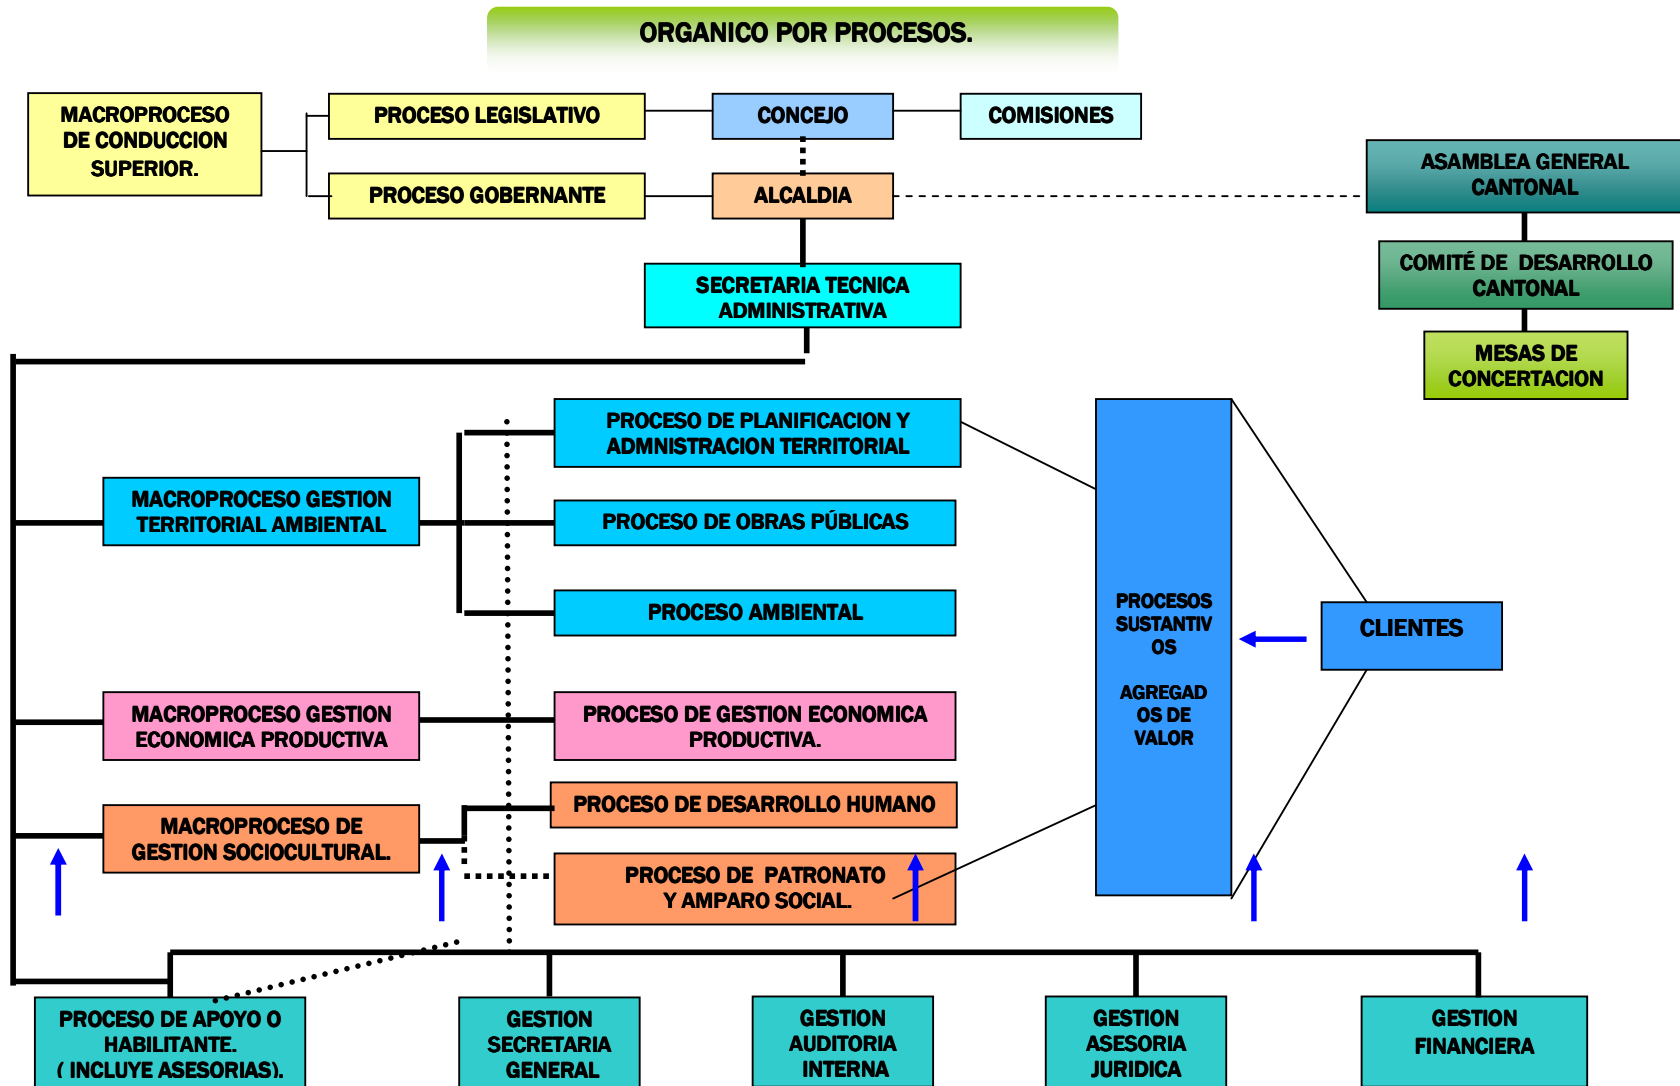 ORGANICO POR PROCESOS.
MACROPROCESO
DE CONDUCCION
SUPERIOR.
PROCESO LEGISLATIVO
CONCEJO
COMISIONES
PROCESO GOBERNANTE
ALCALDIA
ASAMBLEA GENERAL
CANTONAL
COMITÉ DE DESARROLLO
CANTONAL
MESAS DE
CONCERTACION
SECRETARIA TECNICA
ADMINISTRATIVA
PROCESO DE PLANIFICACION Y
ADMNISTRACION TERRITORIAL
MACROPROCESO GESTION
TERRITORIAL AMBIENTAL
PROCESO DE OBRAS PÚBLICAS
PROCESO AMBIENTAL
PROCESOS
SUSTANTIV
OS
AGREGAD
OS DE
VALOR
CLIENTES
MACROPROCESO GESTION
ECONOMICA PRODUCTIVA
PROCESO DE GESTION ECONOMICA
PRODUCTIVA.
MACROPROCESO DE
GESTION SOCIOCULTURAL.
PROCESO DE DESARROLLO HUMANO
PROCESO DE PATRONATO
Y AMPARO SOCIAL.
PROCESO DE APOYO O
HABILITANTE.
( INCLUYE ASESORIAS).
GESTION
SECRETARIA
GENERAL
GESTION
AUDITORIA
INTERNA
GESTION
ASESORIA
JURIDICA
GESTION
FINANCIERA